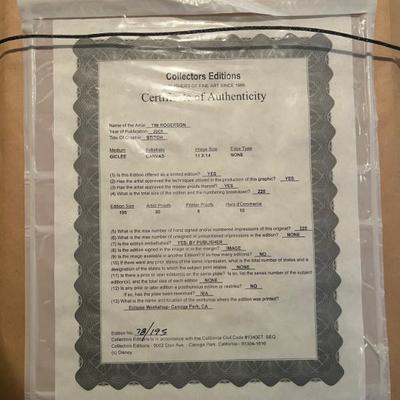 Collectors Editions
PUBLISHERS OF FINE ART SINCE 1986
Certificate of Authenticity
Name of the Artist TIM ROGERSON
Year of Publication 2005
Title Of Graphic STITCH
Medium Substrate Image Size Edge Type
GICLEE CANVAS 11 X 14 NONE
(1) Is this Edition offered as a limited edition? YES
(2) Has the artist approved the techniques utilized in the production of this graphic? YES
(3) Has the artist approved the master proofs thereof? YES
(4) What is the total size of the edition and the numbering breakdown? 225
Edition Size Artist Proofs Printer Proofs Hors d'Commerce
195 20 5 10
(5) What is the max number of hand signed and/or numbered impressions of this original? 225
(6) What is the max number of unsigned or unnumbered impressions in the edition? NONE
(7) Is the edition embellished? YES: BY PUBLISHER
(8) Is the edition signed in the image or in margin? IMAGE
(9) Is the image available in another Edition? If so how many editions? NO
(10) If there were any prior states of the same impression, what is the total number of states and
designation of the states to which the subject print relates NONE
(11) Is there a prior or later edition(s) on the same plate? Is so, list the series number of the subject
edition(s), and the total size of each edition NONE
(12) Is any prior or later edition a posthumous edition or restrike? NO
If so, has the plate been reworked? N/A
(13) What is the name and location of the workshop where the edition was printed?
Eclipse Workshop- Canoga Park, CA
Edition No. 78/195
Collectors Editions is in accordance with the California Civil Code #1340ET. SEQ
Collectors Editions - 9002 Eton Ave. - Canoga Park, California - 91304-1616
(c) Disney